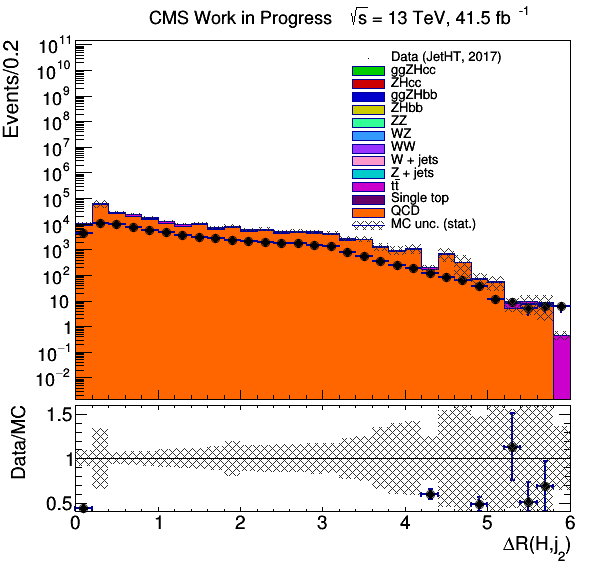 CMS Work in Progress √s = 13 TeV, 41.5 fb⁻¹
Events/0.2
10¹¹
10¹⁰
10⁹
10⁸
10⁷
10⁶
10⁵
10⁴
10³
10²
10
1
10⁻¹
10⁻²
Data (JetHT, 2017)
ggZHcc
ZHcc
ggZHbb
ZHbb
ZZ
WZ
WW
W + jets
Z + jets
tt̄
Single top
QCD
MC unc. (stat.)
Data/MC
1.5
1
0.5
0 1 2 3 4 5 6
ΔR(H,j₂)